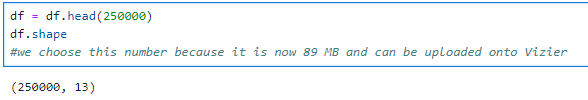 df = df.head(250000)
df.shape
#we choose this number because it is now 89 MB and can be uploaded onto Vizier
(250000, 13)